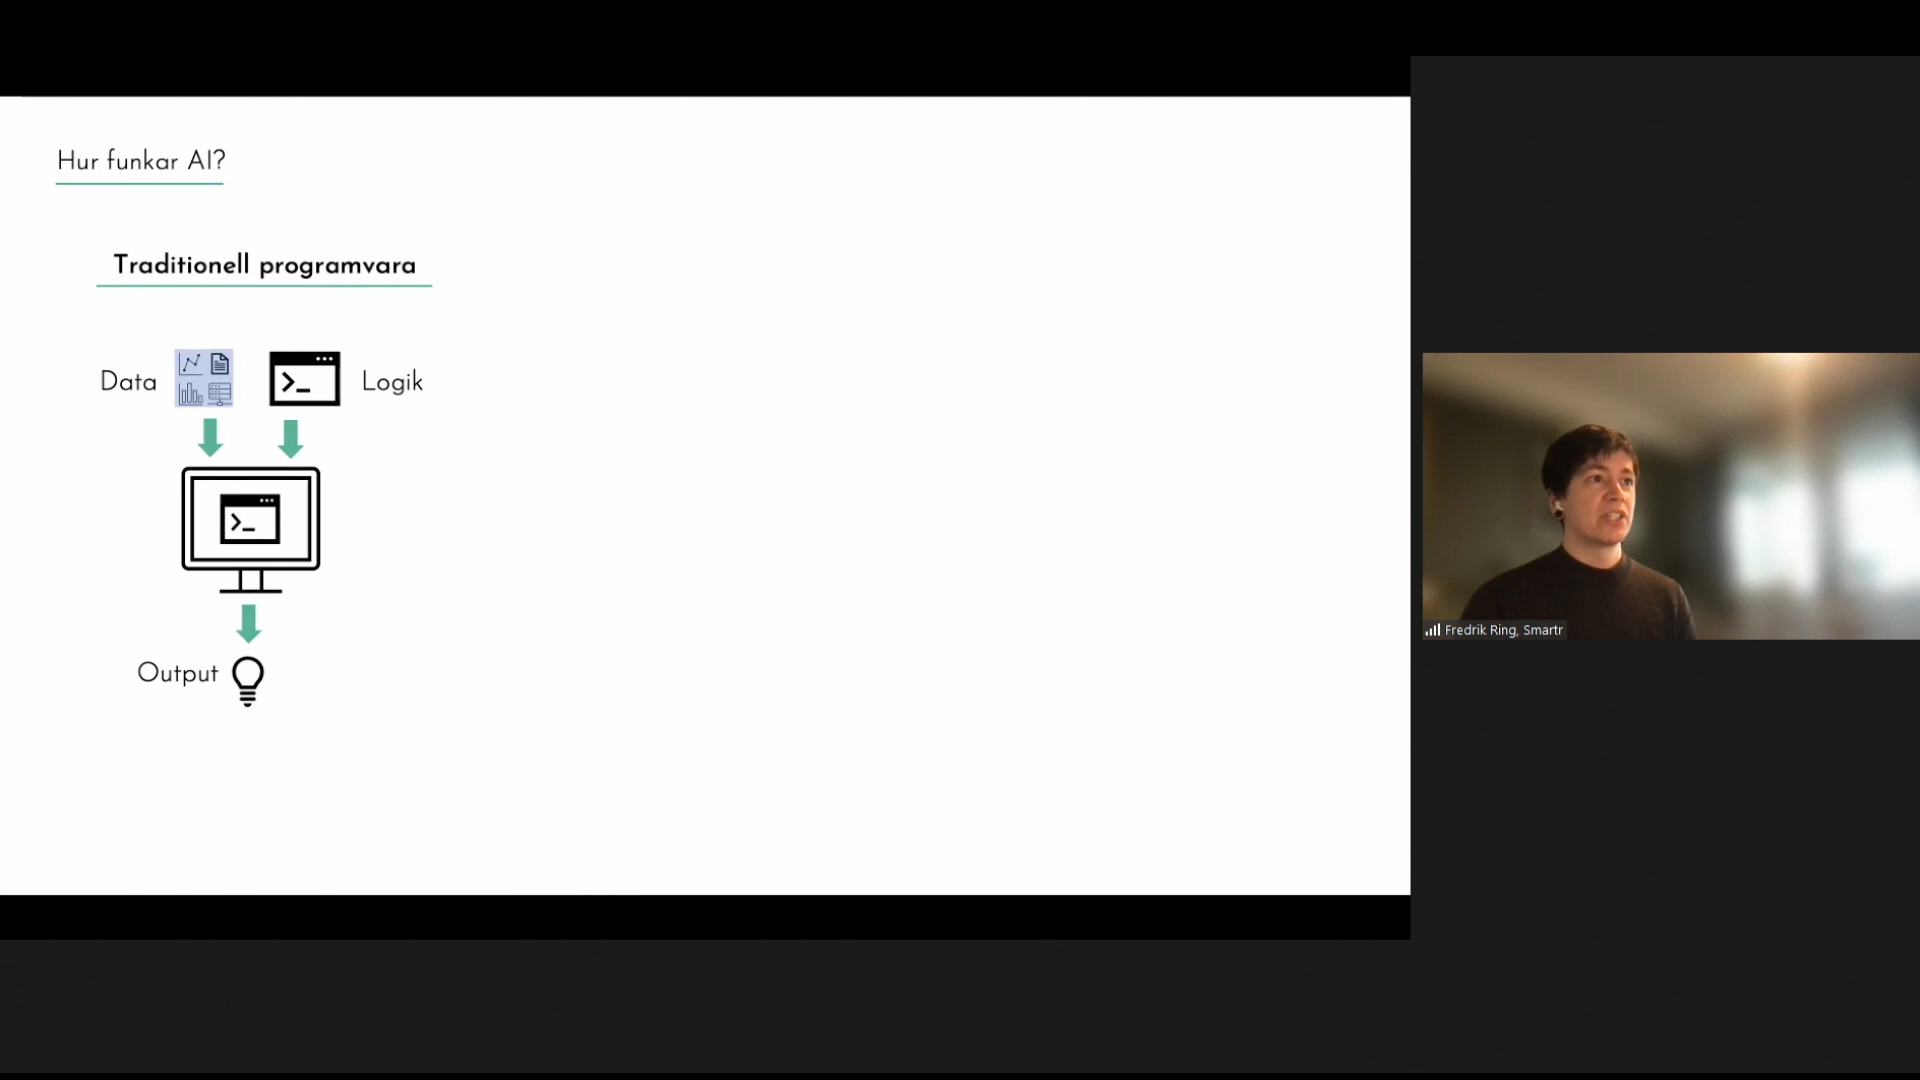 Hur funkar AI?
Traditionell programvara
Data
Logik
Output
Fredrik Ring, Smartr